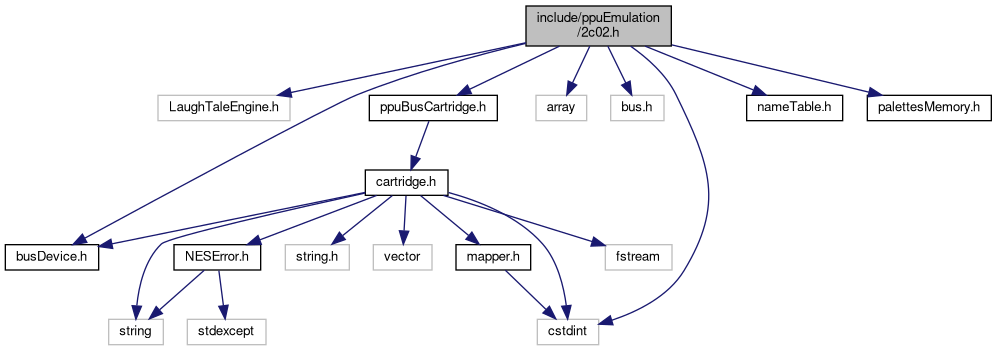 include/ppuEmulation
/2c02.h
LaughTaleEngine.h
ppuBusCartridge.h
array
bus.h
nameTable.h
palettesMemory.h
cartridge.h
busDevice.h
NESError.h
string.h
vector
mapper.h
fstream
string
stdexcept
cstdint